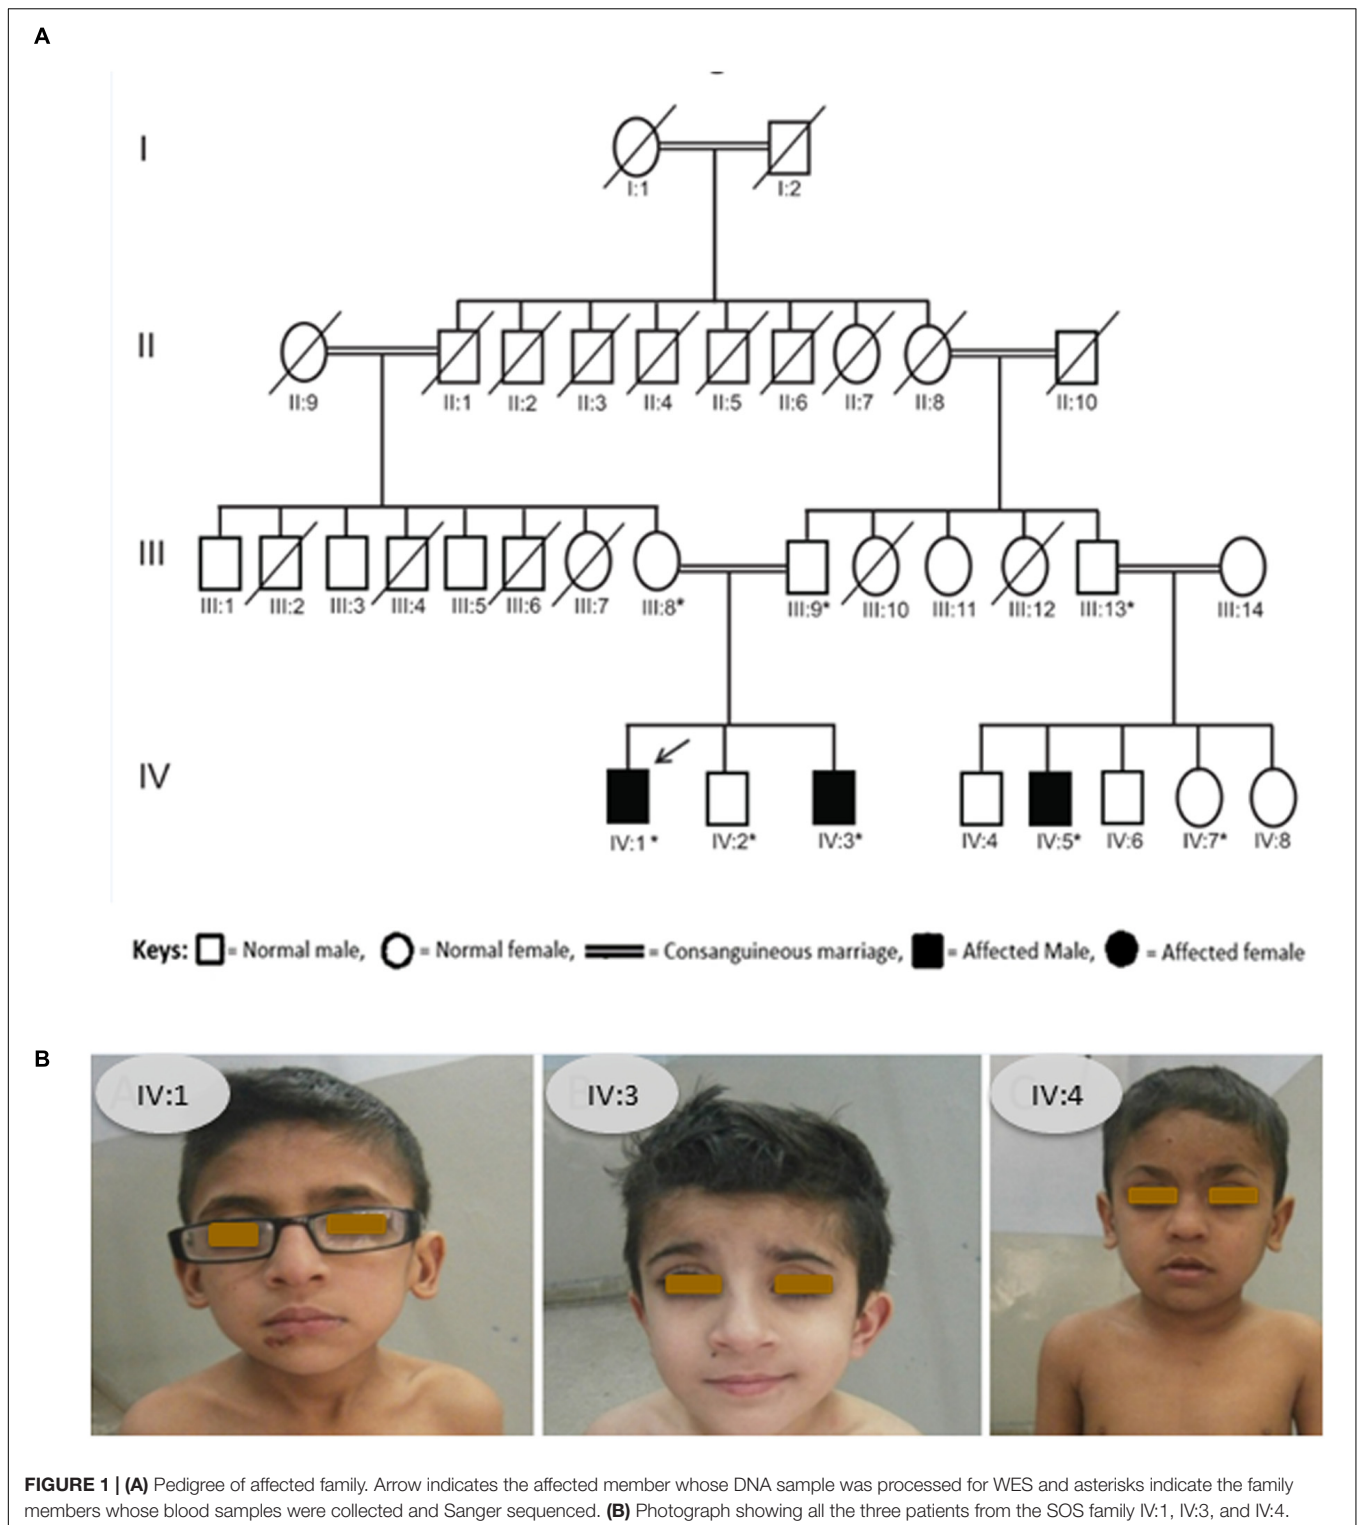 A
I
I:1 I:2
II
II:9 II:1 II:2 II:3 II:4 II:5 II:6 II:7 II:8 II:10
III
III:1 III:2 III:3 III:4 III:5 III:6 III:7 III:8* III:9* III:10 III:11 III:12 III:13* III:14
IV
IV:1* IV:2* IV:3* IV:4 IV:5* IV:6 IV:7* IV:8
Keys: = Normal male, = Normal female, = Consanguineous marriage, = Affected Male, = Affected female
B
IV:1 IV:3 IV:4
FIGURE 1 | (A) Pedigree of affected family. Arrow indicates the affected member whose DNA sample was processed for WES and asterisks indicate the family
members whose blood samples were collected and Sanger sequenced. (B) Photograph showing all the three patients from the SOS family IV:1, IV:3, and IV:4.